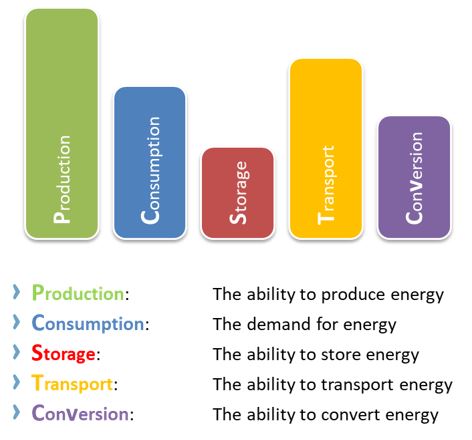 Production
Consumption
Storage
Transport
Conversion
Production: The ability to produce energy
Consumption: The demand for energy
Storage: The ability to store energy
Transport: The ability to transport energy
Conversion: The ability to convert energy